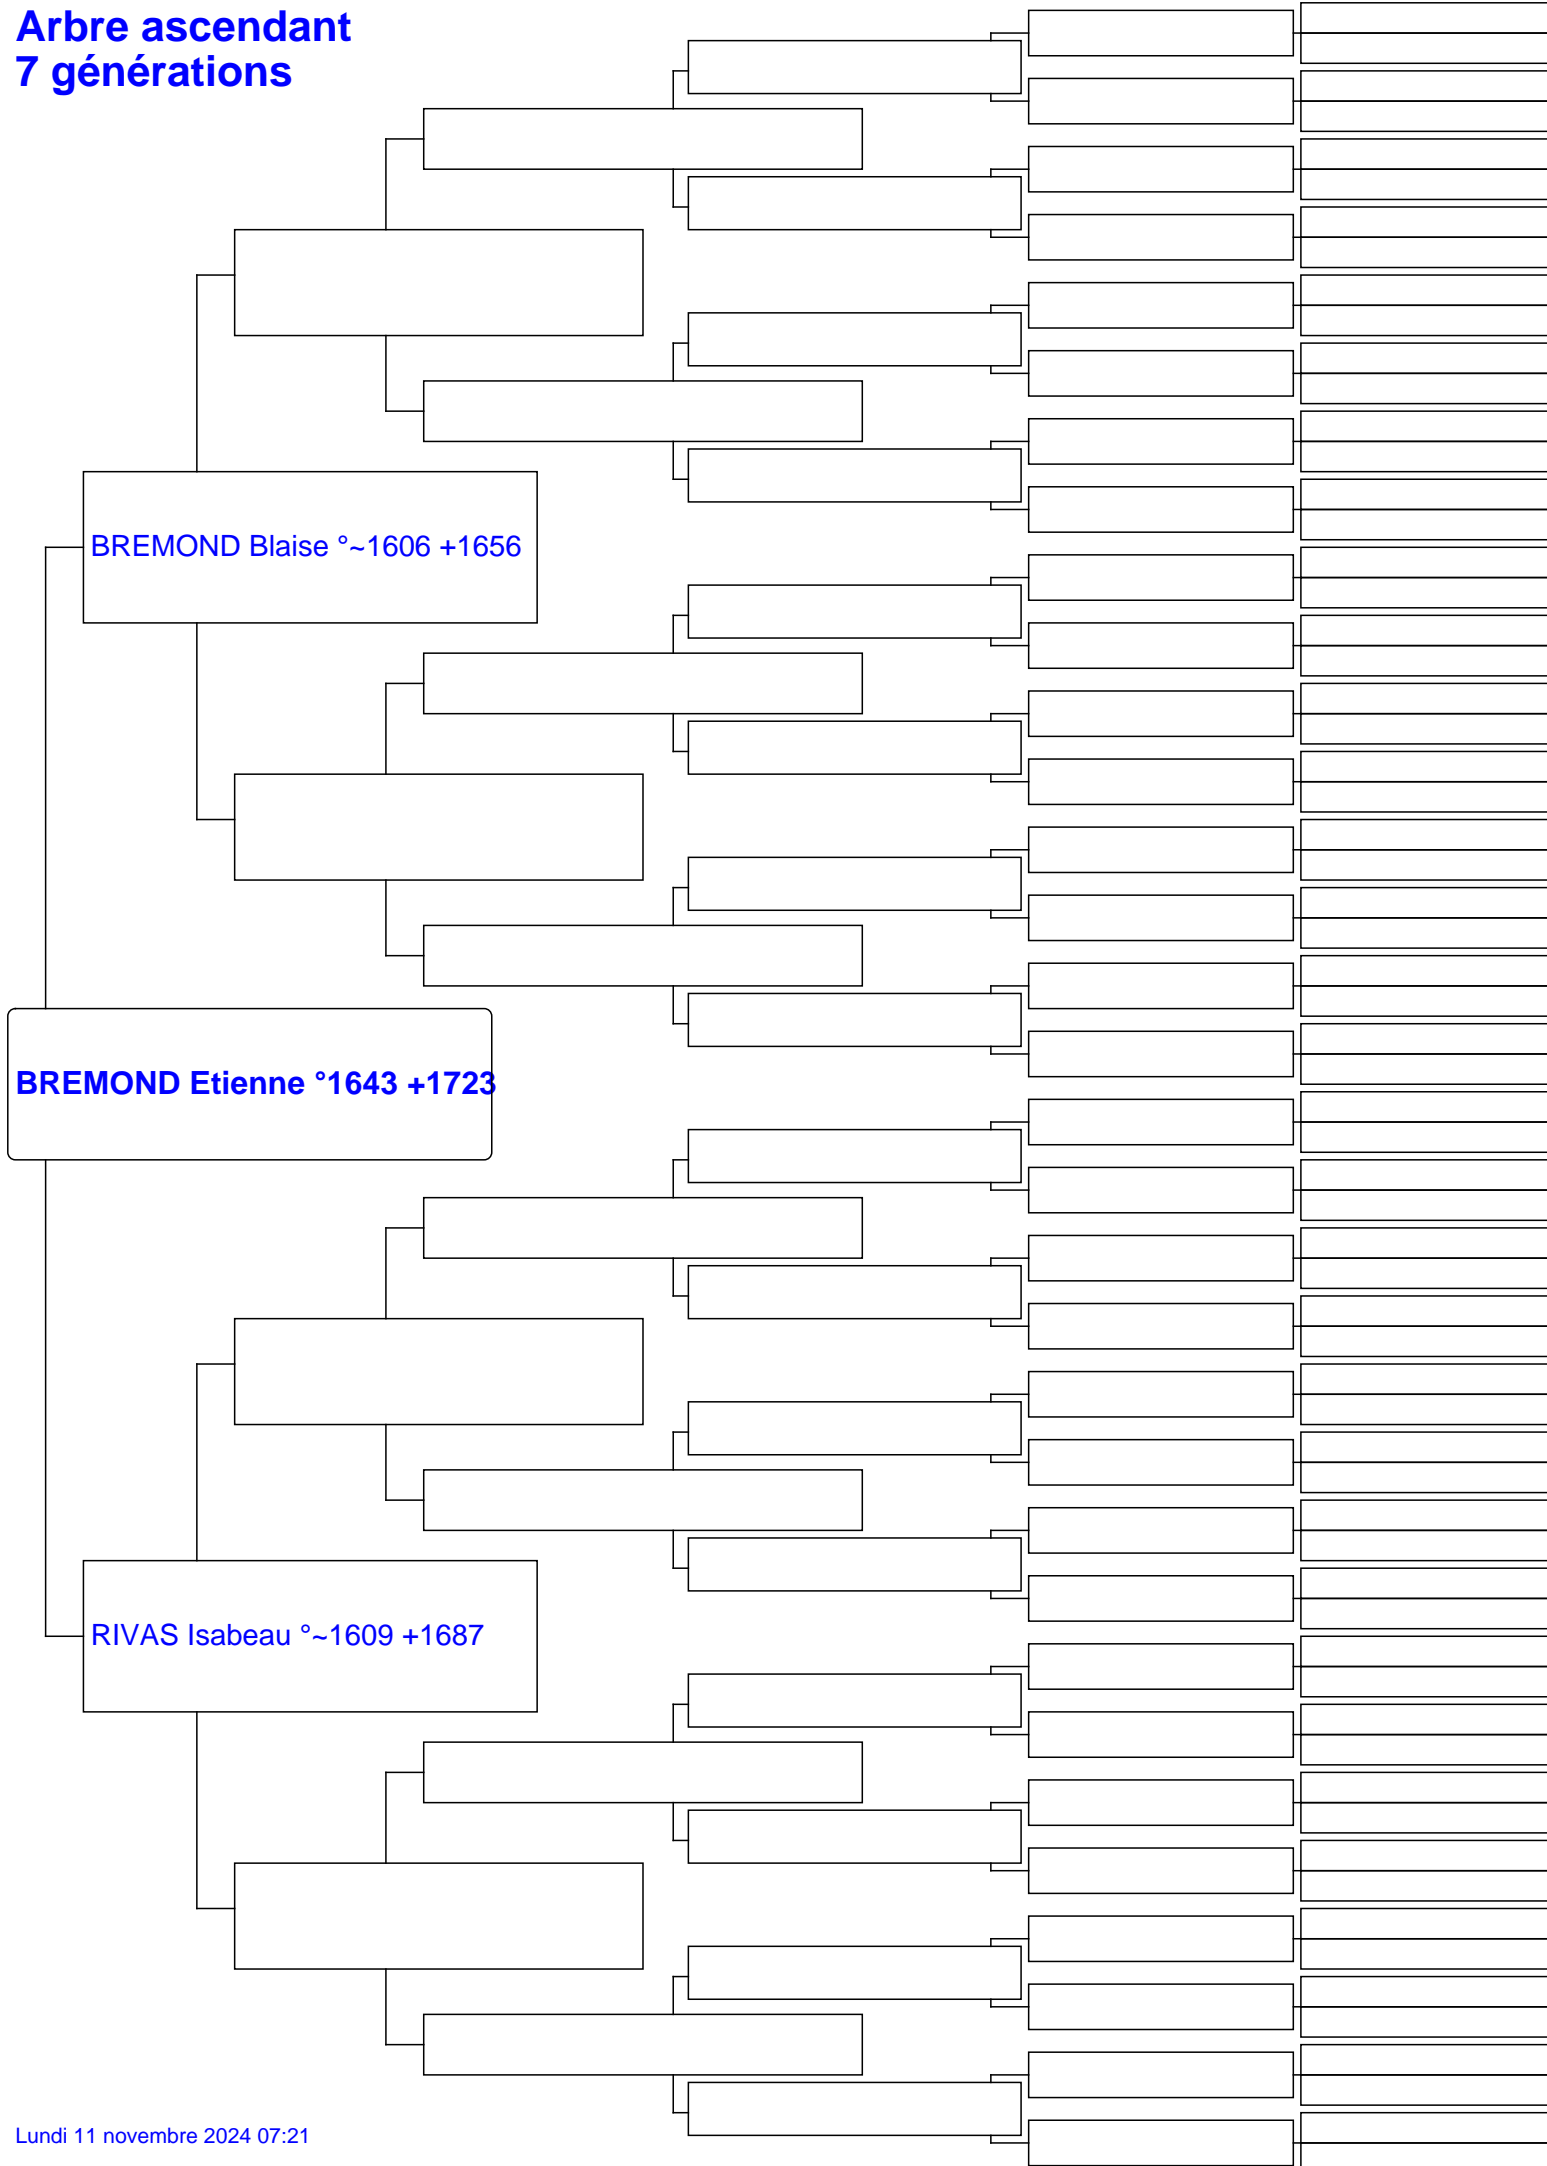 Arbre ascendant
7 générations
BREMOND Blaise °~1606 +1656
BREMOND Etienne °1643 +1723
RIVAS Isabeau °~1609 +1687
Lundi 11 novembre 2024 07:21